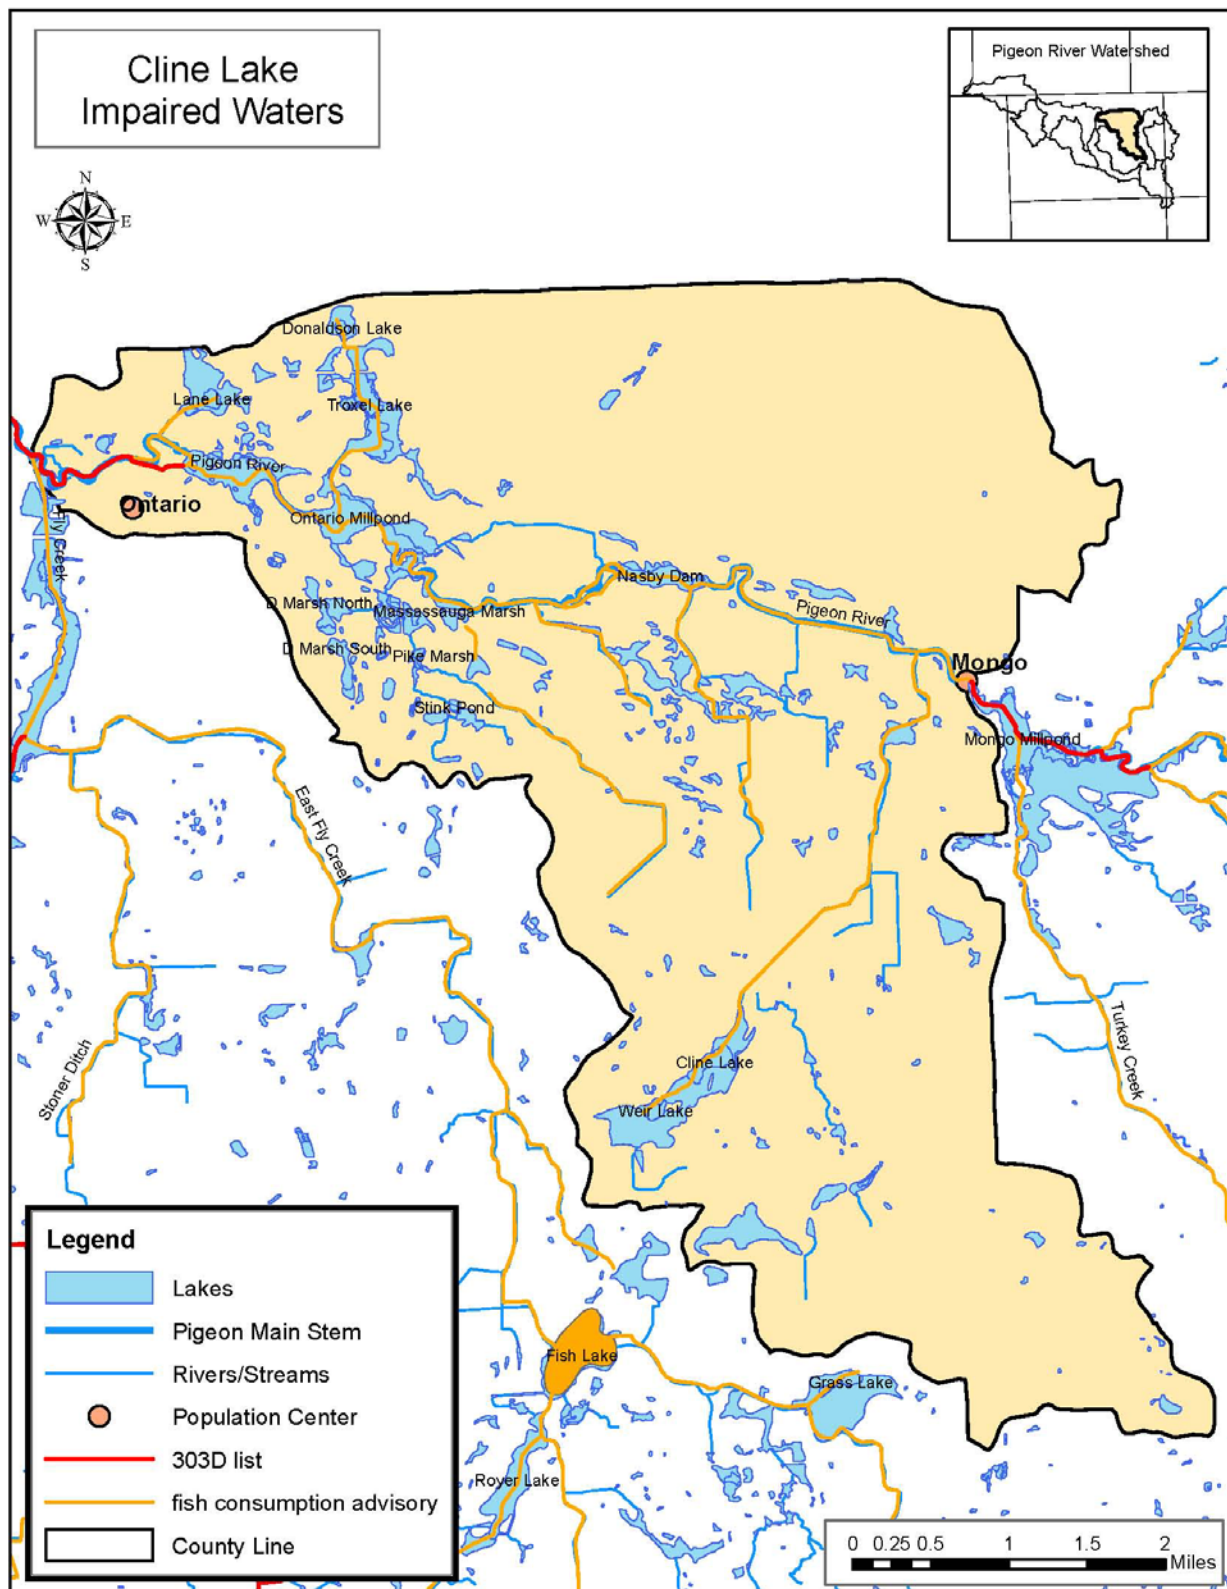 Cline Lake
Impaired Waters
Pigeon River Watershed
N
W
E
S
Donaldson Lake
Lane Lake
Troxel Lake
Pigeon River
Ontario
Ontario Millpond
Fly Creek
Nasby Dam
D Marsh North
Massassauga Marsh
Pigeon River
D Marsh South
Pike Marsh
Mongo
Stink Pond
Mongo Millpond
East Fly Creek
Turkey Creek
Stoner Ditch
Cline Lake
Weir Lake
Fish Lake
Grass Lake
Royer Lake
Legend
Lakes
Pigeon Main Stem
Rivers/Streams
Population Center
303D list
fish consumption advisory
County Line
0 0.25 0.5 1 1.5 2
Miles